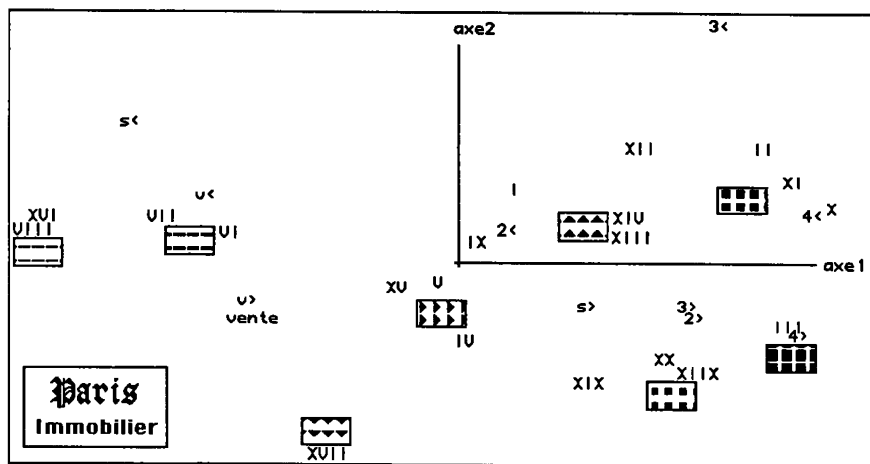 3<
axe2
s<
XII
II
XI
I
v<
4<
X
XVI
VII
XIV
VIII
VI
2<
XIII
IX
axe1
XV
V
v>
s>
3>
2>
vente
III
4>
IV
XX
XIX
XIIX
Paris
Immobilier
XVII